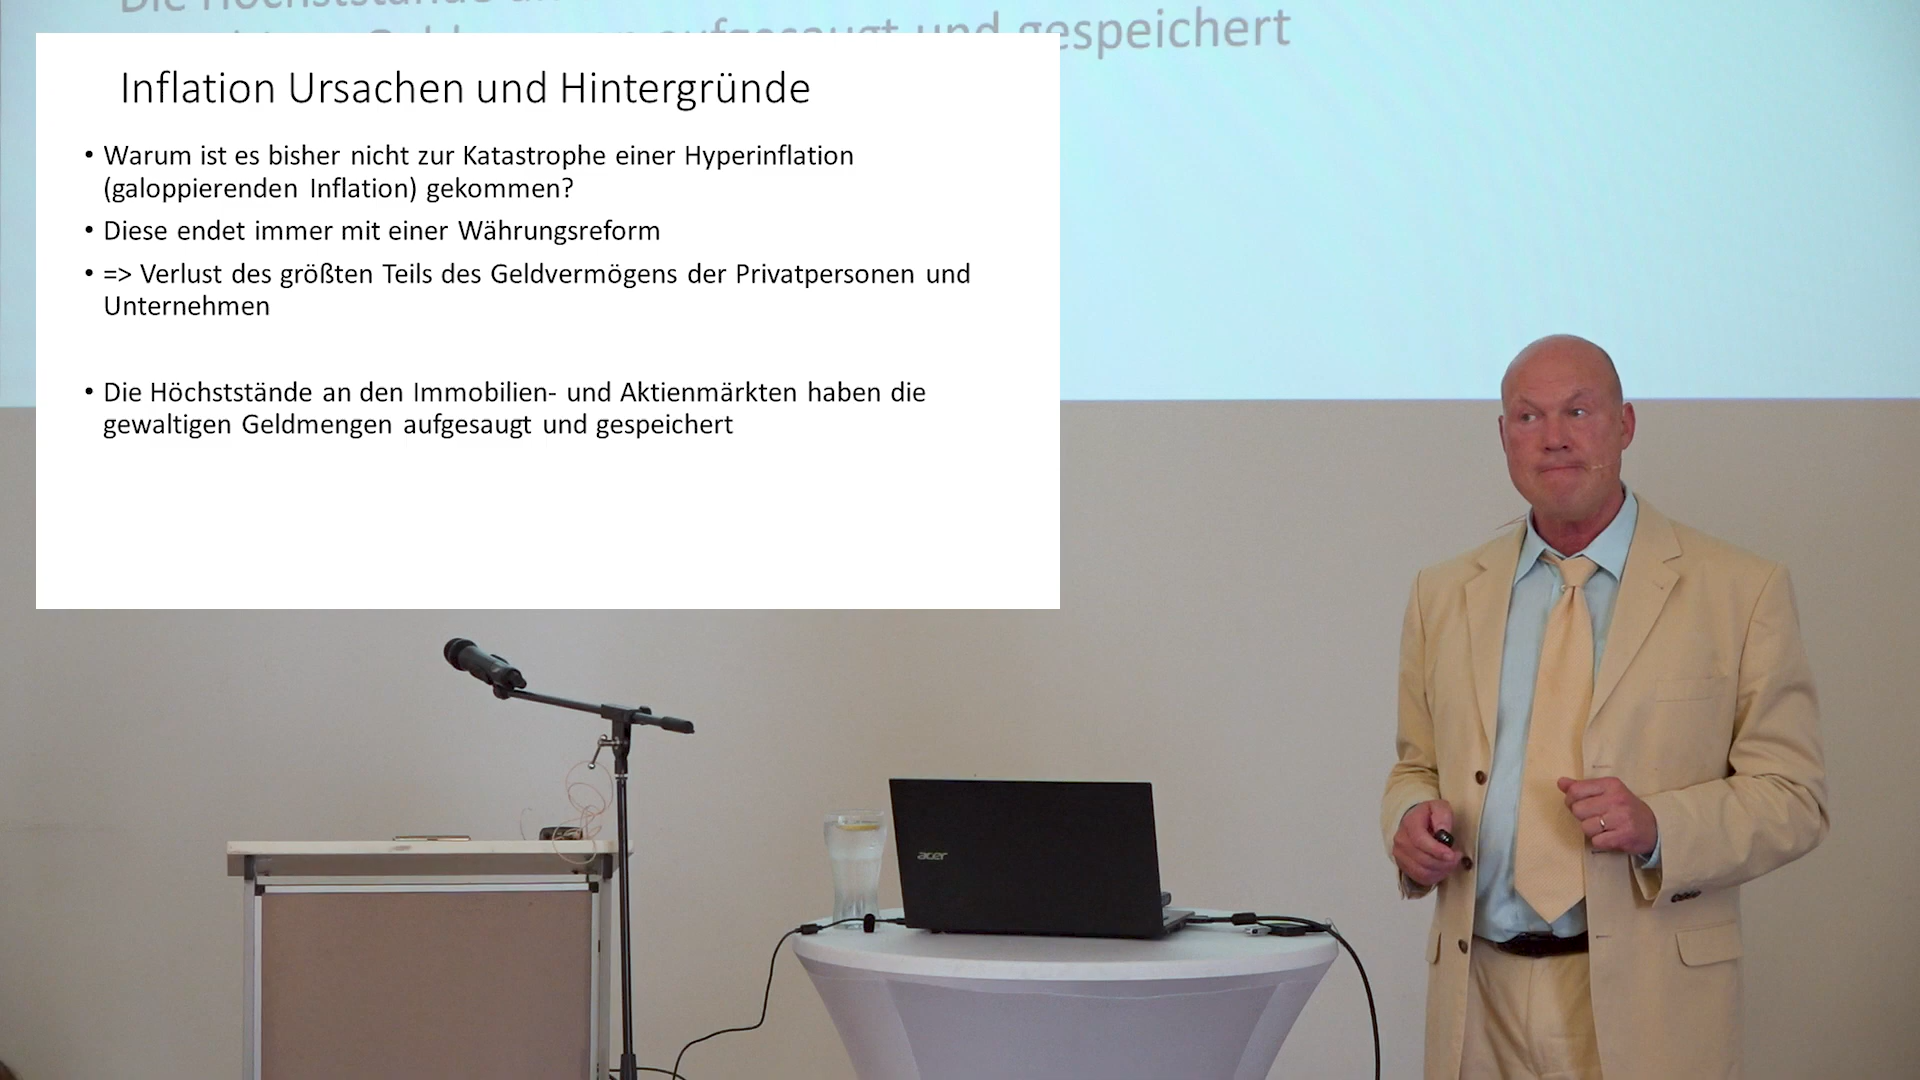 Die Höchststände an
aufgesaugt und gespeichert
Inflation Ursachen und Hintergründe
• Warum ist es bisher nicht zur Katastrophe einer Hyperinflation
(galoppierenden Inflation) gekommen?
• Diese endet immer mit einer Währungsreform
• => Verlust des größten Teils des Geldvermögens der Privatpersonen und
Unternehmen
• Die Höchststände an den Immobilien- und Aktienmärkten haben die
gewaltigen Geldmengen aufgesaugt und gespeichert
acer